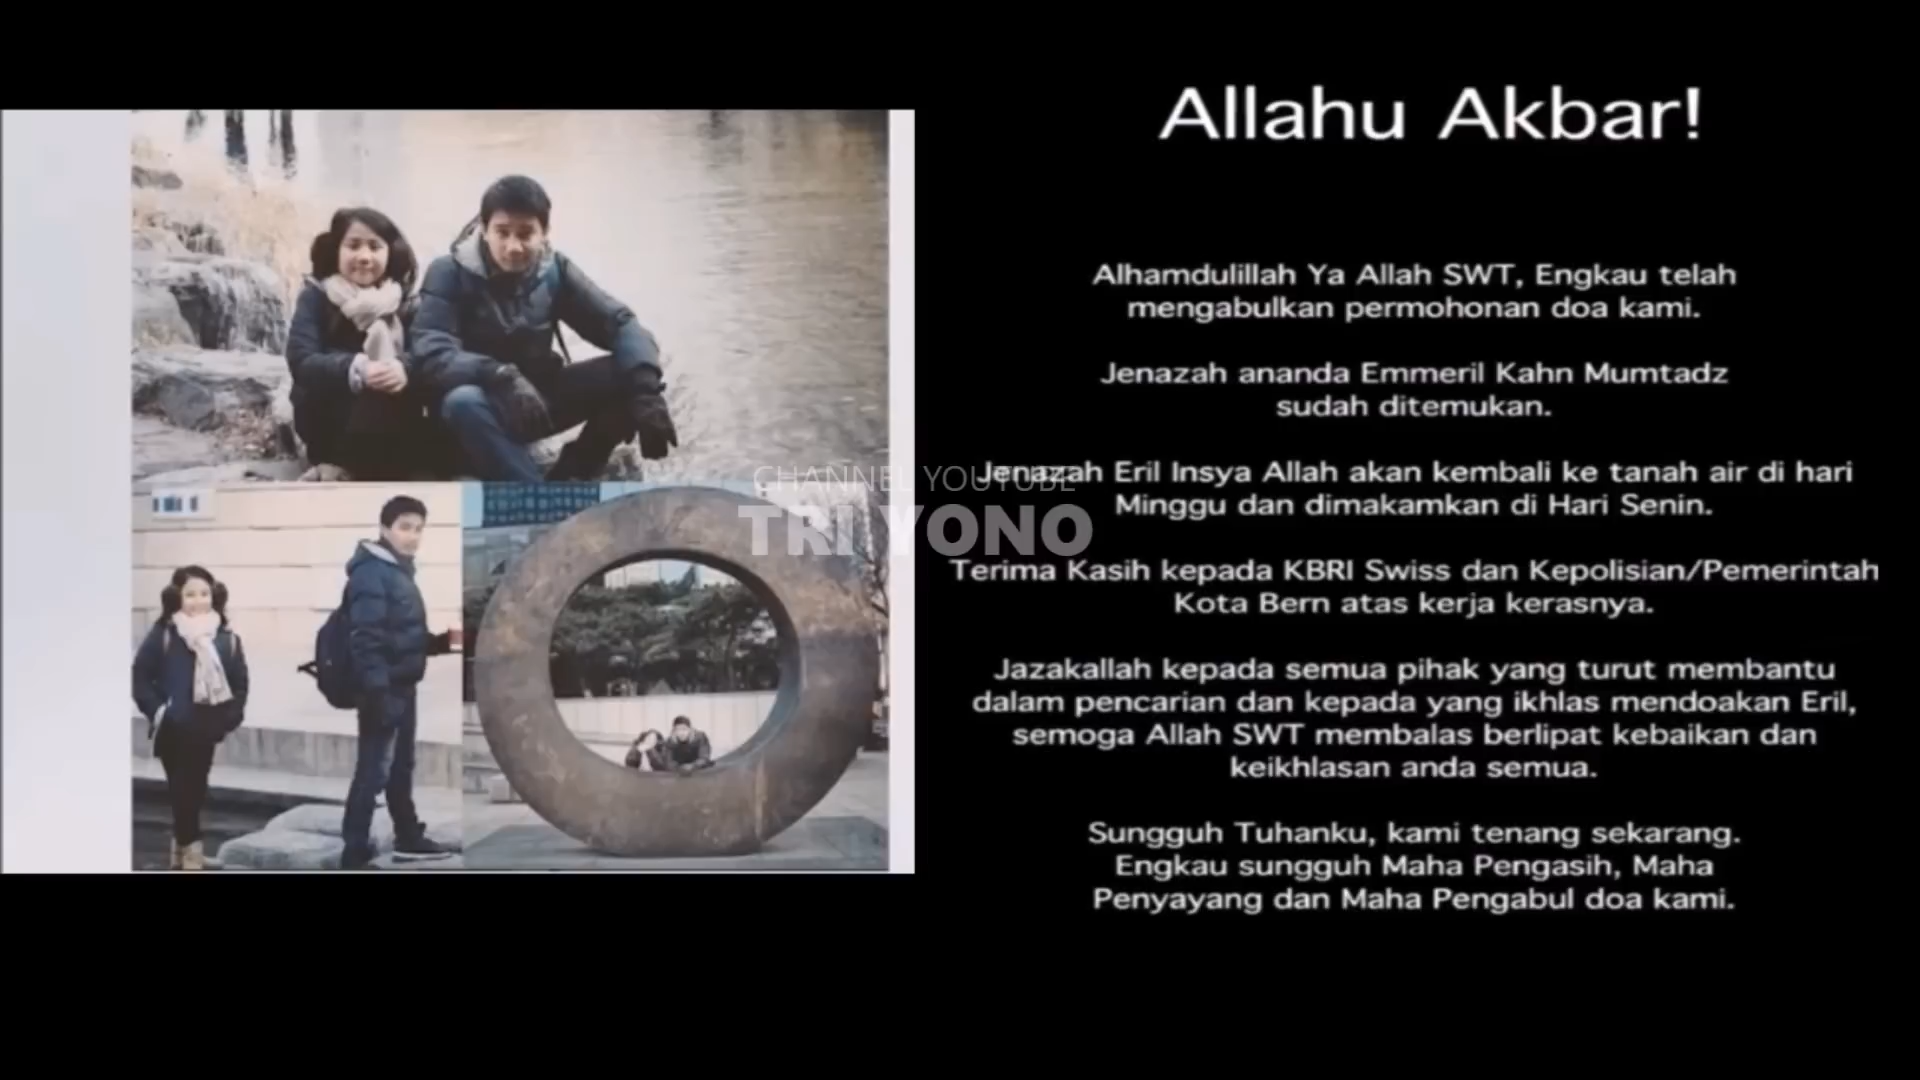 Allahu Akbar!
Alhamdulillah Ya Allah SWT, Engkau telah
mengabulkan permohonan doa kami.
Jenazah ananda Emmeril Kahn Mumtadz
sudah ditemukan.
Jenazah Eril Insya Allah akan kembali ke tanah air di hari
Minggu dan dimakamkan di Hari Senin.
CHANNEL YOUTUBE
TRI YONO
Terima Kasih kepada KBRI Swiss dan Kepolisian/Pemerintah
Kota Bern atas kerja kerasnya.
Jazakallah kepada semua pihak yang turut membantu
dalam pencarian dan kepada yang ikhlas mendoakan Eril,
semoga Allah SWT membalas berlipat kebaikan dan
keikhlasan anda semua.
Sungguh Tuhanku, kami tenang sekarang.
Engkau sungguh Maha Pengasih, Maha
Penyayang dan Maha Pengabul doa kami.